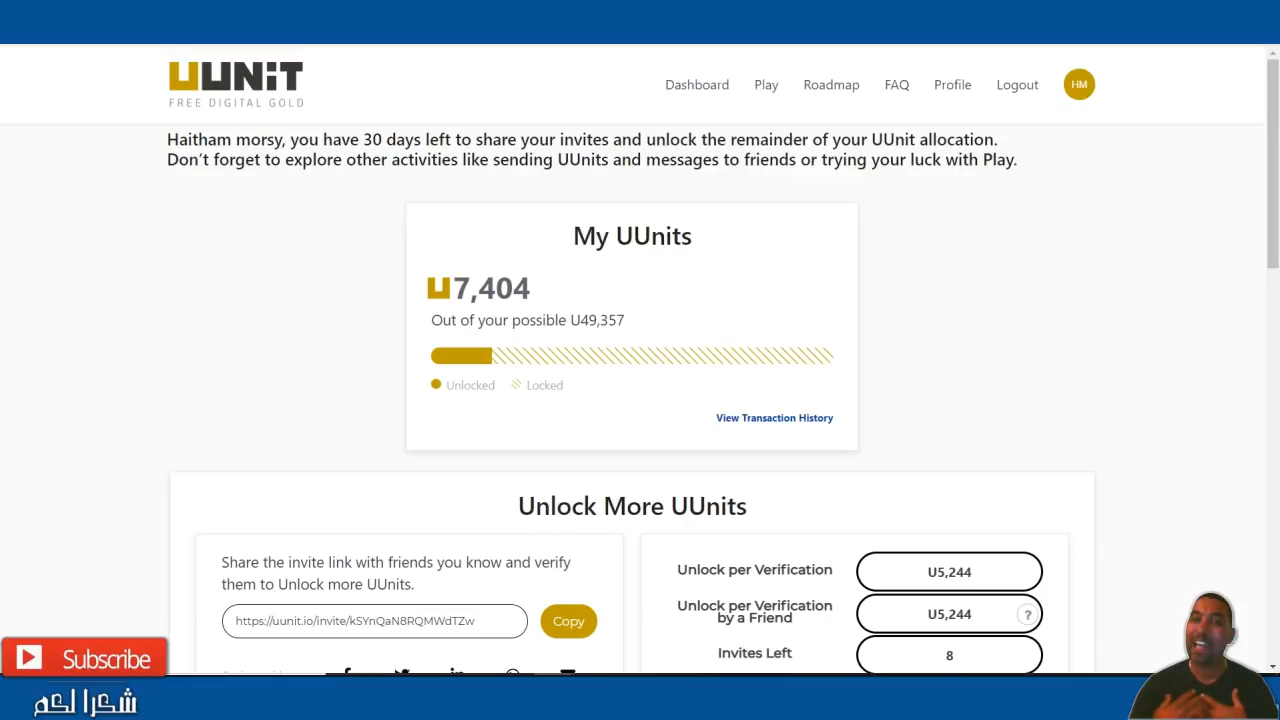 UUNIT
FREE DIGITAL GOLD
Dashboard Play Roadmap FAQ Profile Logout HM
Haitham morsy, you have 30 days left to share your invites and unlock the remainder of your UUnit allocation.
Don't forget to explore other activities like sending UUnits and messages to friends or trying your luck with Play.
My UUnits
U7,404
Out of your possible U49,357
Unlocked Locked
View Transaction History
Unlock More UUnits
Share the invite link with friends you know and verify
them to Unlock more UUnits.
https://uunit.io/invite/kSYnQaN8RQMWdTZw Copy
Unlock per Verification U5,244
Unlock per Verification
by a Friend
U5,244 ?
Invites Left 8
Subscribe
شكرا لكم